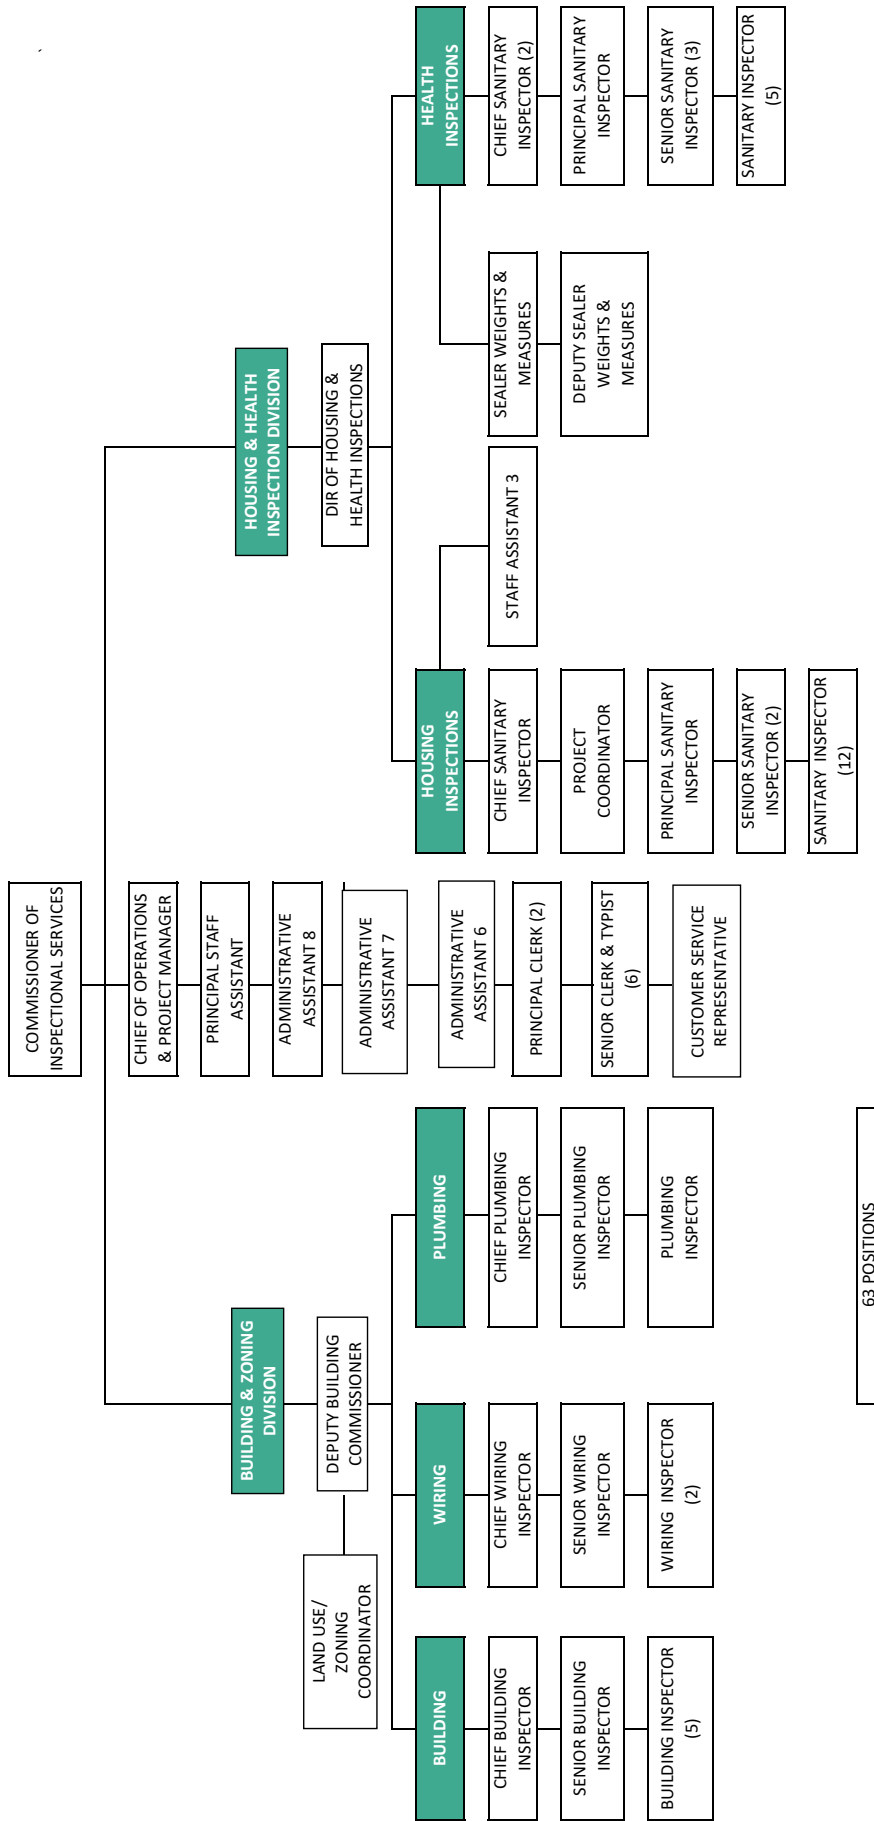 COMMISSIONER OF
INSPECTIONAL SERVICES
CHIEF OF OPERATIONS
& PROJECT MANAGER
PRINCIPAL STAFF
ASSISTANT
ADMINISTRATIVE
ASSISTANT 8
ADMINISTRATIVE
ASSISTANT 7
ADMINISTRATIVE
ASSISTANT 6
PRINCIPAL CLERK (2)
SENIOR CLERK & TYPIST
(6)
CUSTOMER SERVICE
REPRESENTATIVE
BUILDING & ZONING
DIVISION
DEPUTY BUILDING
COMMISSIONER
LAND USE/
ZONING
COORDINATOR
BUILDING
CHIEF BUILDING
INSPECTOR
SENIOR BUILDING
INSPECTOR
BUILDING INSPECTOR
(5)
WIRING
CHIEF WIRING
INSPECTOR
SENIOR WIRING
INSPECTOR
WIRING INSPECTOR
(2)
PLUMBING
CHIEF PLUMBING
INSPECTOR
SENIOR PLUMBING
INSPECTOR
PLUMBING
INSPECTOR
HOUSING & HEALTH
INSPECTION DIVISION
DIR OF HOUSING &
HEALTH INSPECTIONS
HOUSING
INSPECTIONS
CHIEF SANITARY
INSPECTOR
PROJECT
COORDINATOR
PRINCIPAL SANITARY
INSPECTOR
SENIOR SANITARY
INSPECTOR (2)
SANITARY INSPECTOR
(12)
STAFF ASSISTANT 3
HEALTH
INSPECTIONS
SEALER WEIGHTS &
MEASURES
DEPUTY SEALER
WEIGHTS &
MEASURES
CHIEF SANITARY
INSPECTOR (2)
PRINCIPAL SANITARY
INSPECTOR
SENIOR SANITARY
INSPECTOR (3)
SANITARY INSPECTOR
(5)
63 POSITIONS